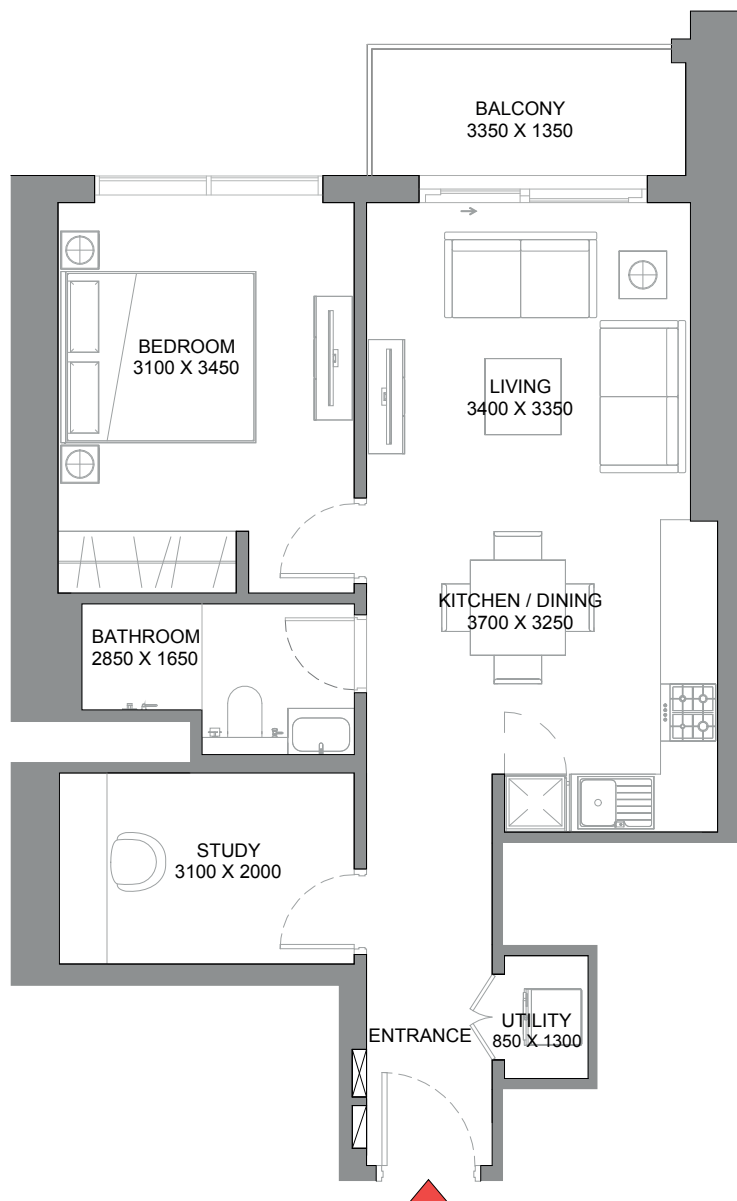 BALCONY
3350 X 1350
BEDROOM
3100 X 3450
LIVING
3400 X 3350
KITCHEN / DINING
3700 X 3250
BATHROOM
2850 X 1650
STUDY
3100 X 2000
ENTRANCE
UTILITY
850 X 1300